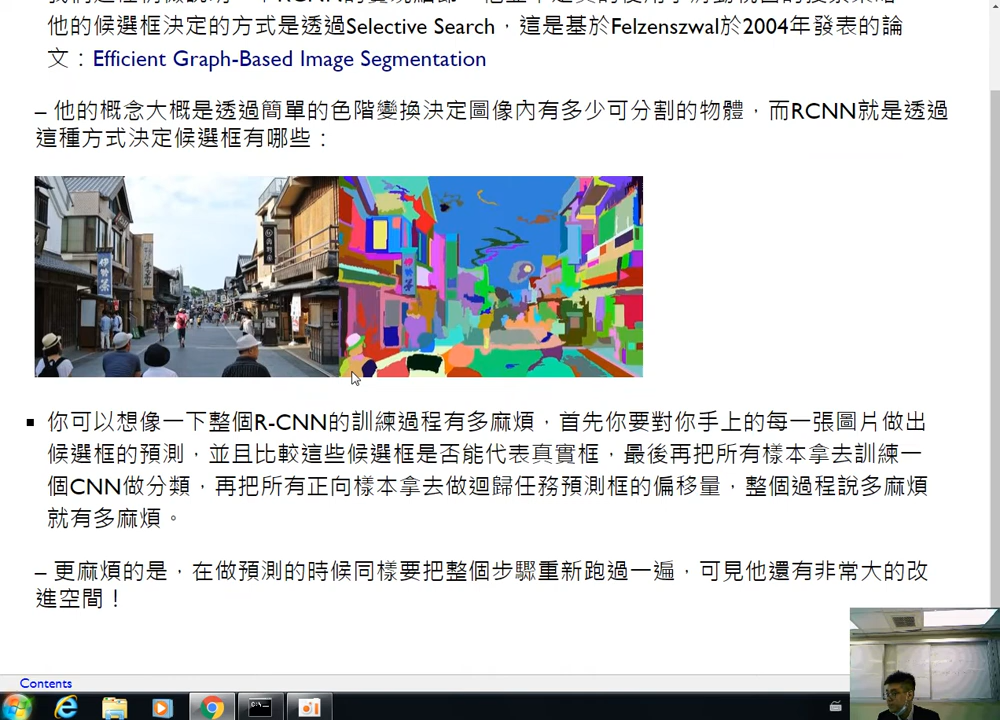 他的候選框決定的方式是透過Selective Search，這是基於Felzenszwal於2004年發表的論
文：Efficient Graph-Based Image Segmentation
– 他的概念大概是透過簡單的色階變換決定圖像內有多少可分割的物體，而RCNN就是透過
這種方式決定候選框有哪些：
▪ 你可以想像一下整個R-CNN的訓練過程有多麻煩，首先你要對你手上的每一張圖片做出
候選框的預測，並且比較這些候選框是否能代表真實框，最後再把所有樣本拿去訓練一
個CNN做分類，再把所有正向樣本拿去做迴歸任務預測框的偏移量，整個過程說多麻煩
就有多麻煩。
– 更麻煩的是，在做預測的時候同樣要把整個步驟重新跑過一遍，可見他還有非常大的改
進空間！
Contents